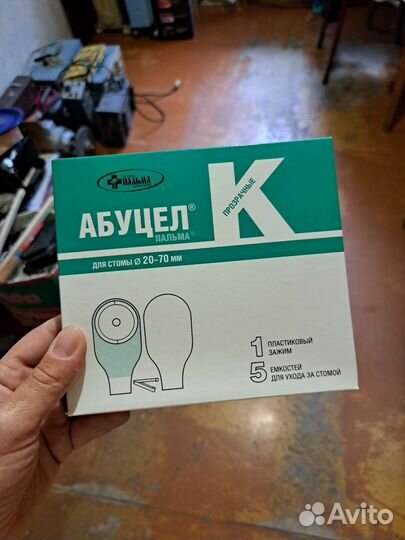 ПАЛЬМА
АБУЦЕЛ®
ПАЛЬМА®
К
ПРОЗРАЧНЫЕ
ДЛЯ СТОМЫ Ø 20-70 ММ
1 ПЛАСТИКОВЫЙ
ЗАЖИМ
5 ЕМКОСТЕЙ
ДЛЯ УХОДА ЗА СТОМОЙ
Avito